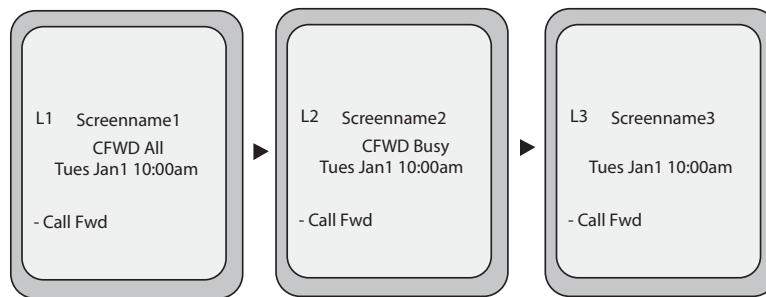 L1 Screenname1
CFWD All
Tues Jan1 10:00am
- Call Fwd
L2 Screenname2
CFWD Busy
Tues Jan1 10:00am
- Call Fwd
L3 Screenname3
Tues Jan1 10:00am
- Call Fwd